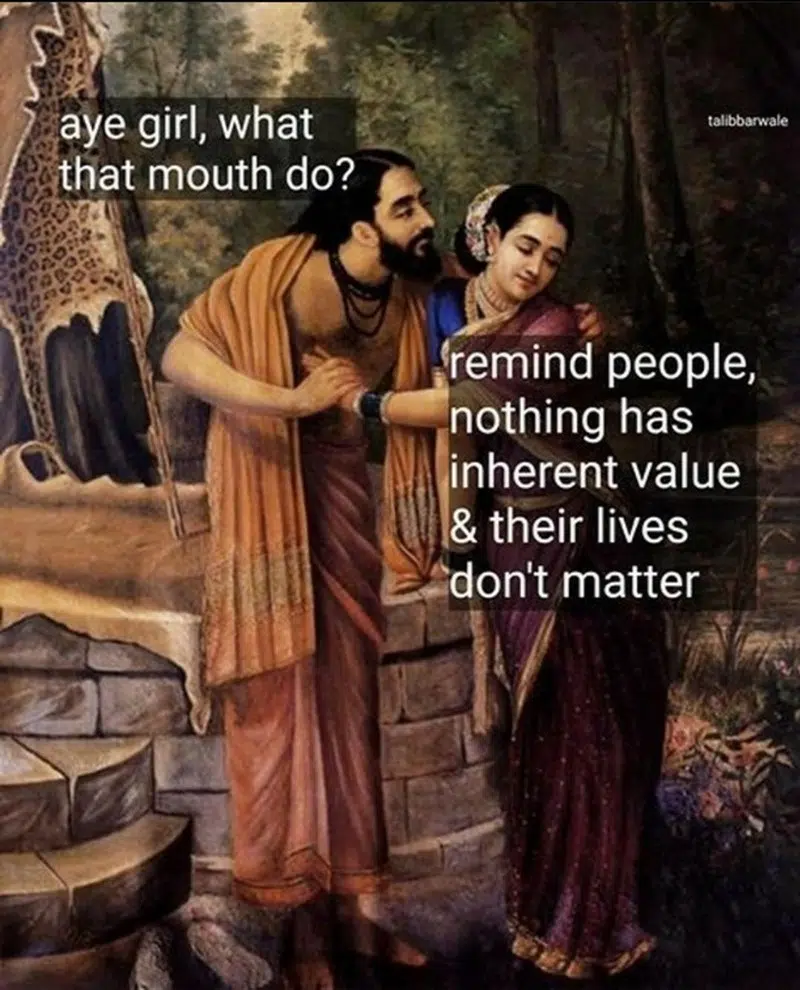 aye girl, what
that mouth do?
talibbarwale
remind people,
nothing has
inherent value
& their lives
don't matter